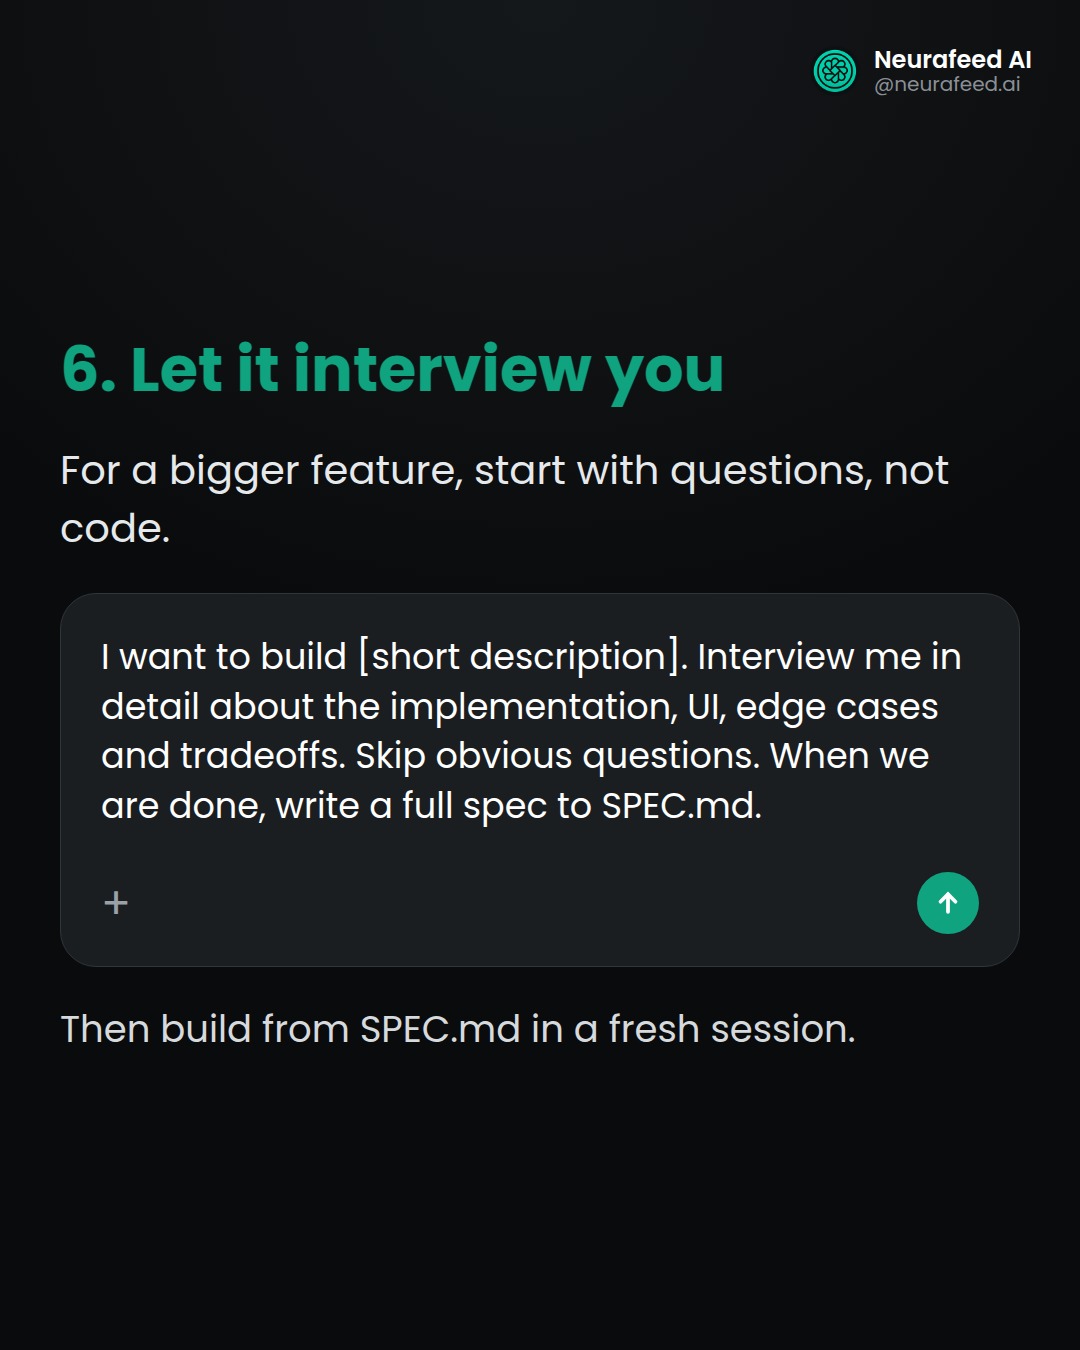 Neurafeed AI
@neurafeed.ai
6. Let it interview you
For a bigger feature, start with questions, not
code.
I want to build [short description]. Interview me in
detail about the implementation, UI, edge cases
and tradeoffs. Skip obvious questions. When we
are done, write a full spec to SPEC.md.
+
Then build from SPEC.md in a fresh session.